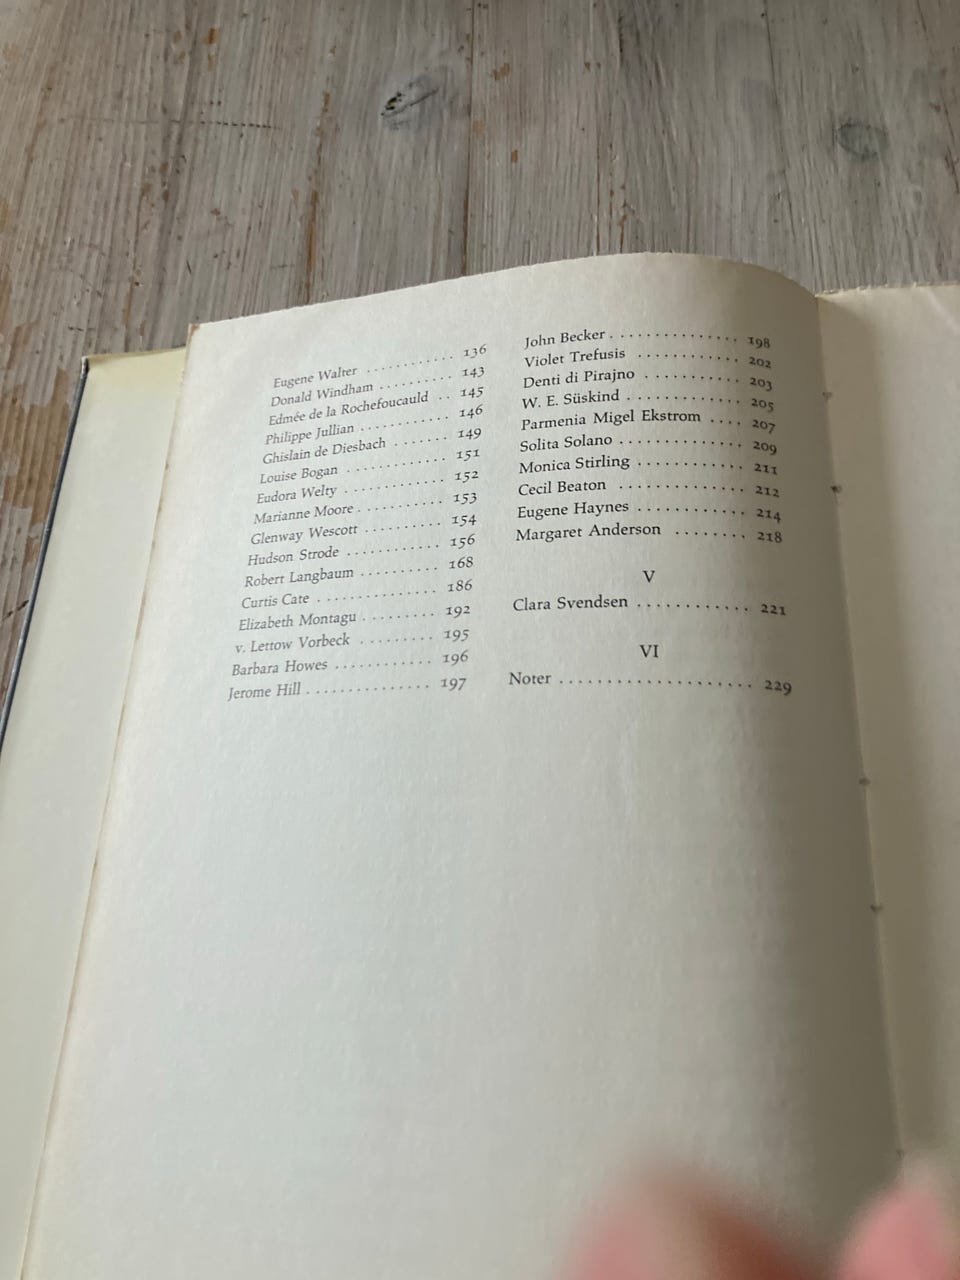 Eugene Walter . . . . . . . . . . . 136
Donald Windham . . . . . . . . . . 143
Edmée de la Rochefoucauld . . 145
Philippe Jullian . . . . . . . . . . . . 146
Ghislain de Diesbach . . . . . . . 149
Louise Bogan . . . . . . . . . . . . . 151
Eudora Welty . . . . . . . . . . . . . 152
Marianne Moore . . . . . . . . . . . 153
Glenway Wescott . . . . . . . . . . 154
Hudson Strode . . . . . . . . . . . . 156
Robert Langbaum . . . . . . . . . . 168
Curtis Cate . . . . . . . . . . . . . . . 186
Elizabeth Montagu . . . . . . . . . 192
v. Lettow Vorbeck . . . . . . . . . 195
Barbara Howes . . . . . . . . . . . . 196
Jerome Hill . . . . . . . . . . . . . . . 197
John Becker . . . . . . . . . . . . . . 198
Violet Trefusis . . . . . . . . . . . . 202
Denti di Pirajno . . . . . . . . . . . 203
W. E. Süskind . . . . . . . . . . . . . 205
Parmenia Migel Ekstrom . . . . 207
Solita Solano . . . . . . . . . . . . . 209
Monica Stirling . . . . . . . . . . . . 211
Cecil Beaton . . . . . . . . . . . . . . 212
Eugene Haynes . . . . . . . . . . . . 214
Margaret Anderson . . . . . . . . 218
V
Clara Svendsen . . . . . . . . . . . . 221
VI
Noter . . . . . . . . . . . . . . . . . . . . 229